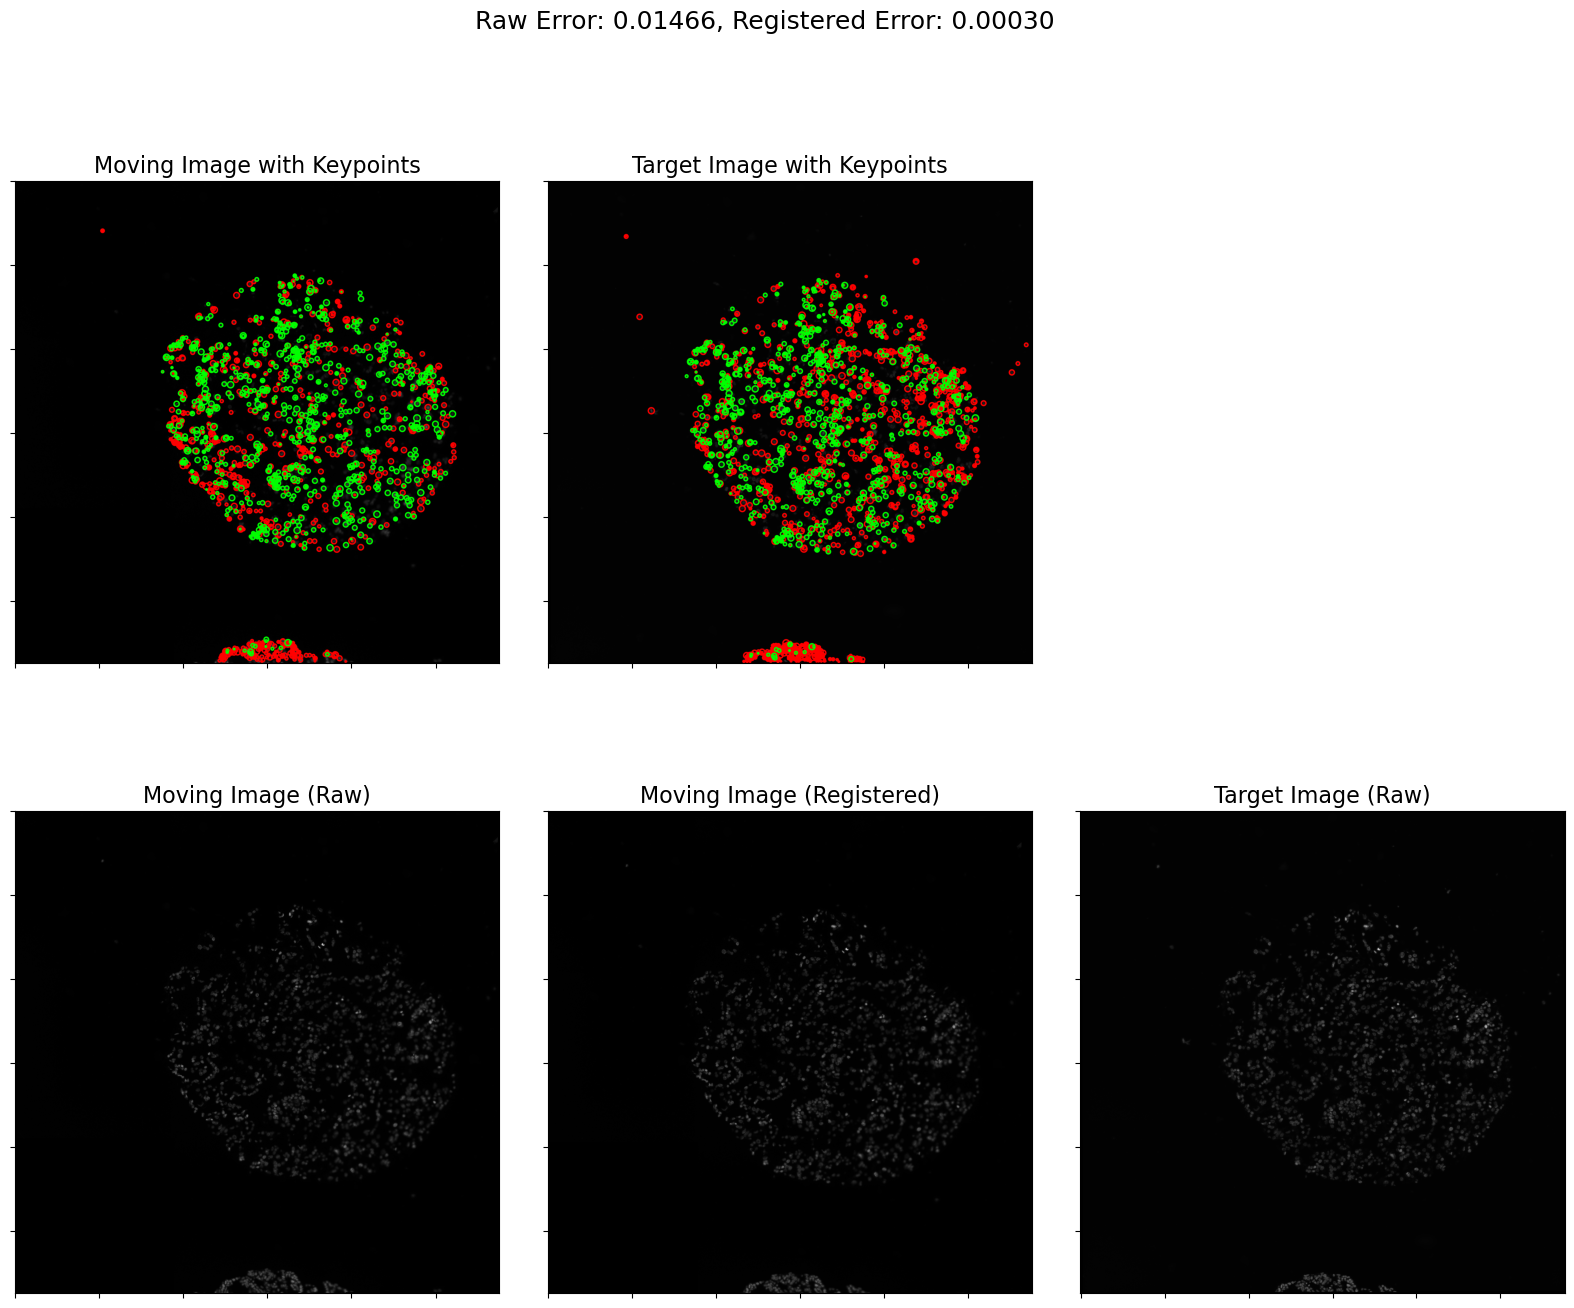 Raw Error: 0.01466, Registered Error: 0.00030
Moving Image with Keypoints
Target Image with Keypoints
Moving Image (Raw)
Moving Image (Registered)
Target Image (Raw)